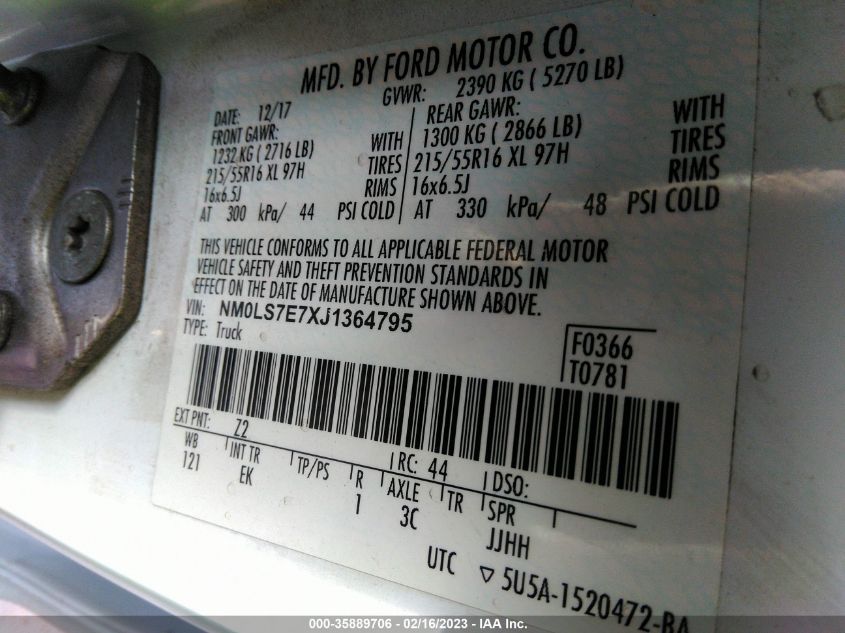 MFD. BY FORD MOTOR CO.
DATE: 12/17 GVWR: 2390 KG ( 5270 LB)
FRONT GAWR: REAR GAWR:
1232 KG ( 2716 LB) WITH 1300 KG ( 2866 LB) WITH
215/55R16 XL 97H TIRES 215/55R16 XL 97H TIRES
16x6.5J RIMS 16x6.5J RIMS
AT 300 kPa/ 44 PSI COLD AT 330 kPa/ 48 PSI COLD
THIS VEHICLE CONFORMS TO ALL APPLICABLE FEDERAL MOTOR
VEHICLE SAFETY AND THEFT PREVENTION STANDARDS IN
EFFECT ON THE DATE OF MANUFACTURE SHOWN ABOVE.
VIN: NM0LS7E7XJ1364795
TYPE: Truck
F0366
T0781
EXT PNT: Z2 RC: 44 DSO:
WB INT TR TP/PS R AXLE TR SPR
121 EK 1 3C JJHH
UTC ▽ 5U5A-1520472-BA
000-35889706 - 02/16/2023 - IAA Inc.